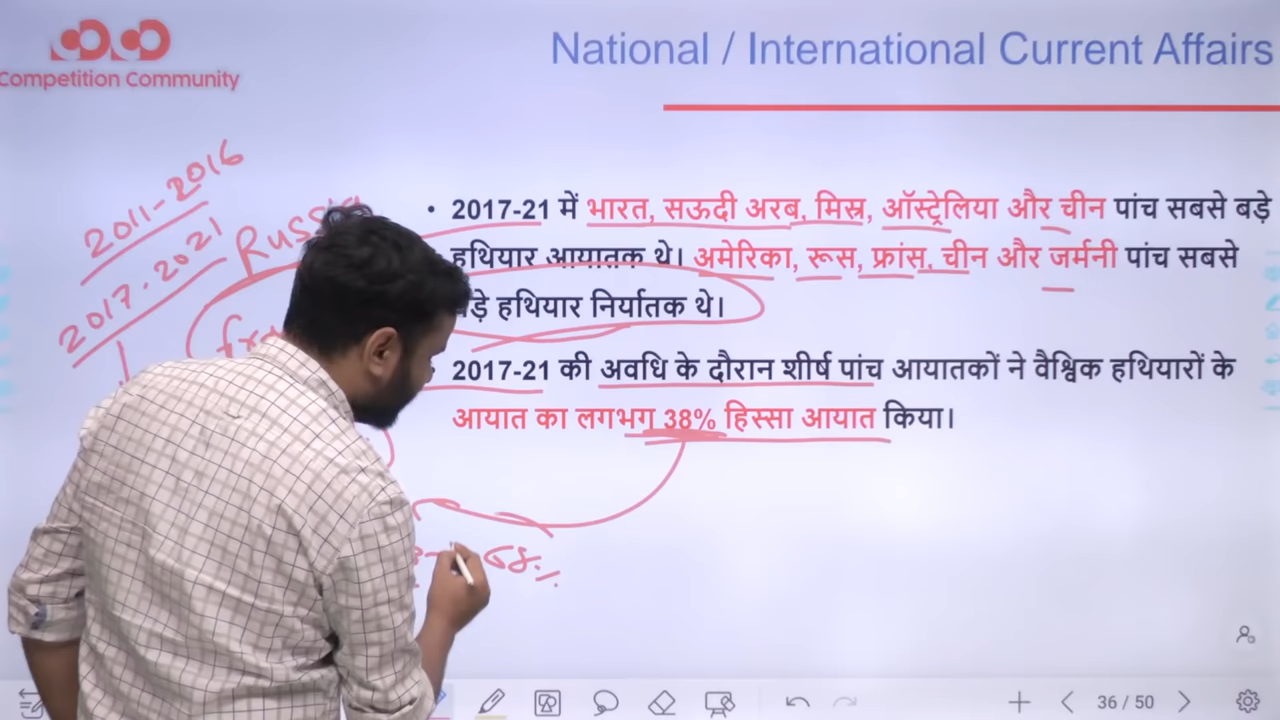 Competition Community
National / International Current Affairs
2011-2016
2017-2021
Russia
• 2017-21 में भारत, सऊदी अरब, मिस्र, ऑस्ट्रेलिया और चीन पांच सबसे बड़े
हथियार आयातक थे। अमेरिका, रूस, फ्रांस, चीन और जर्मनी पांच सबसे
बड़े हथियार निर्यातक थे।
2017-21 की अवधि के दौरान शीर्ष पांच आयातकों ने वैश्विक हथियारों के
आयात का लगभग 38% हिस्सा आयात किया।
36 / 50